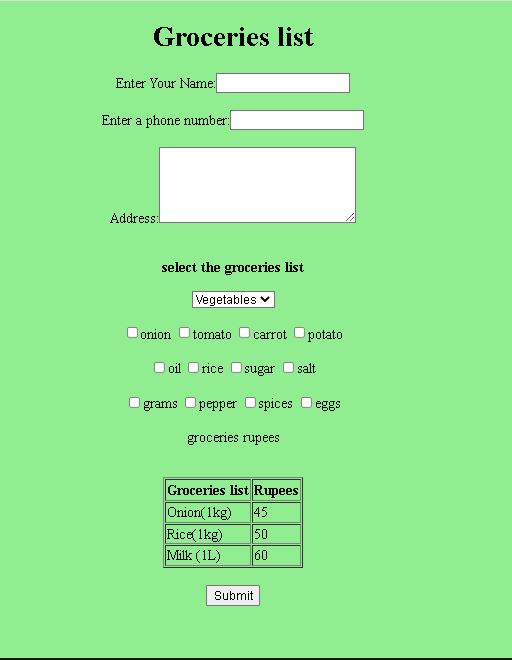 Groceries list
Enter Your Name:
Enter a phone number:
Address:
select the groceries list
Vegetables
onion tomato carrot potato
oil rice sugar salt
grams pepper spices eggs
groceries rupees
Groceries list Rupees
Onion(1kg) 45
Rice(1kg) 50
Milk (1L) 60
Submit